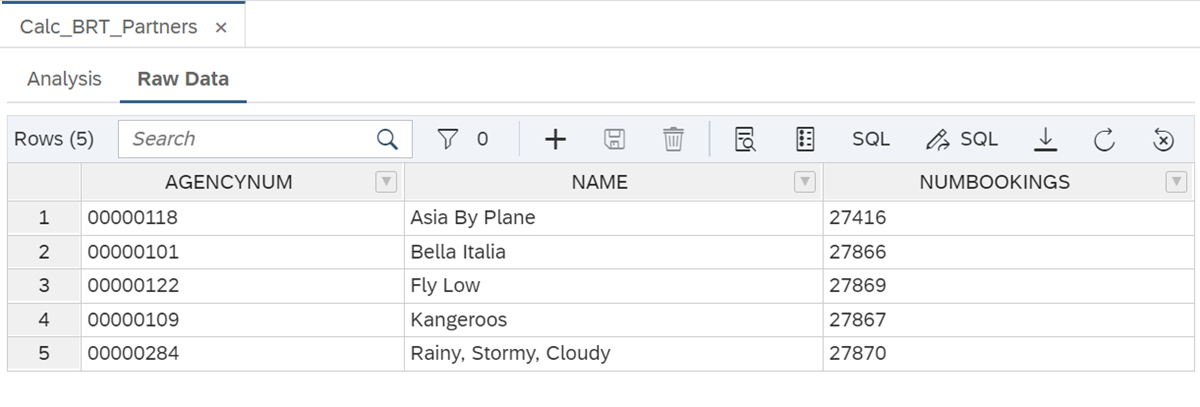 Calc_BRT_Partners ×
Analysis Raw Data
Rows (5) Search 0 SQL SQL
AGENCYNUM NAME NUMBOOKINGS
1 00000118 Asia By Plane 27416
2 00000101 Bella Italia 27866
3 00000122 Fly Low 27869
4 00000109 Kangeroos 27867
5 00000284 Rainy, Stormy, Cloudy 27870